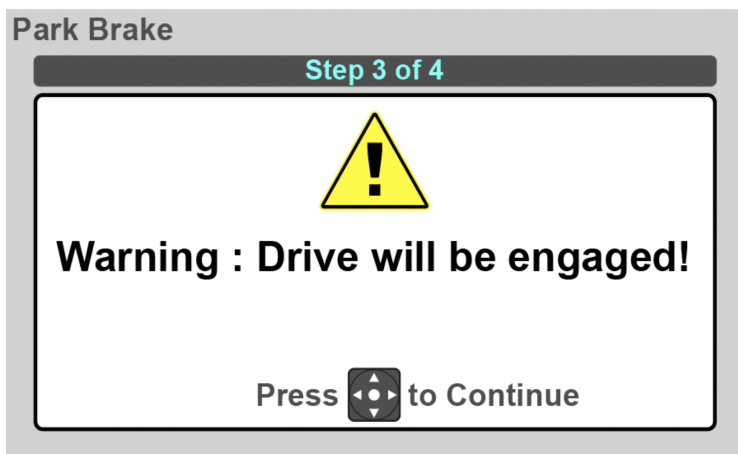 Park Brake
Step 3 of 4
!
Warning : Drive will be engaged!
Press to Continue